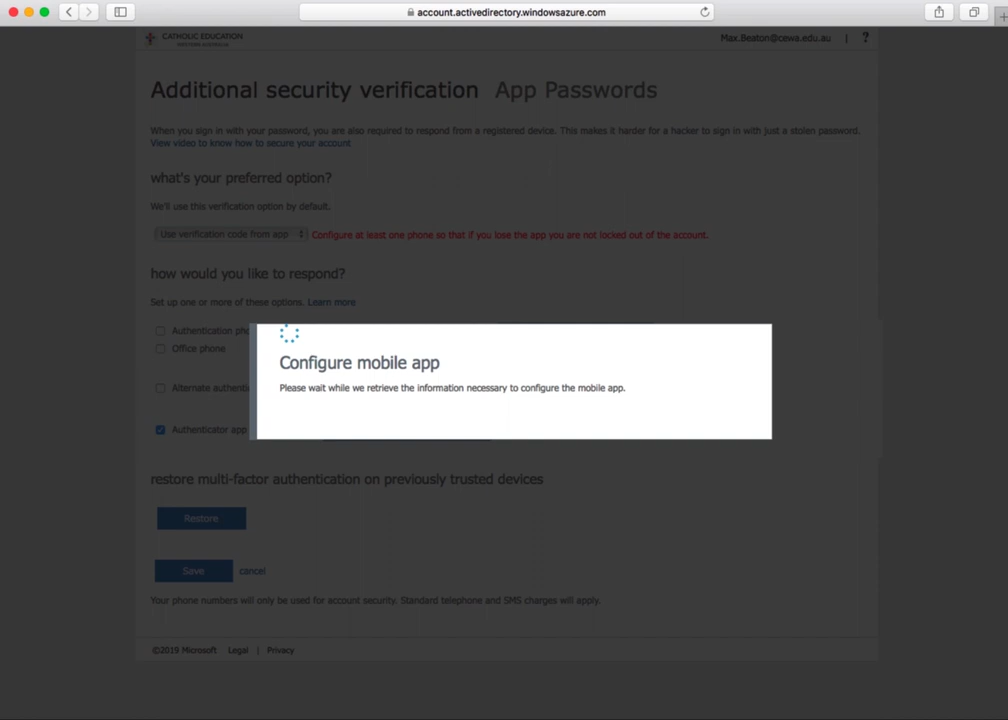 account.activedirectory.windowsazure.com
CATHOLIC EDUCATION
WESTERN AUSTRALIA
Max.Beaton@cewa.edu.au | ?
Additional security verification App Passwords
When you sign in with your password, you are also required to respond from a registered device. This makes it harder for a hacker to sign in with just a stolen password.
View video to know how to secure your account
what's your preferred option?
We'll use this verification option by default.
Use verification code from app Configure at least one phone so that if you lose the app you are not locked out of the account.
how would you like to respond?
Set up one or more of these options. Learn more
Authentication pho
Office phone
Alternate authenti
Authenticator app
Configure mobile app
Please wait while we retrieve the information necessary to configure the mobile app.
restore multi-factor authentication on previously trusted devices
Restore
Save cancel
Your phone numbers will only be used for account security. Standard telephone and SMS charges will apply.
©2019 Microsoft Legal | Privacy